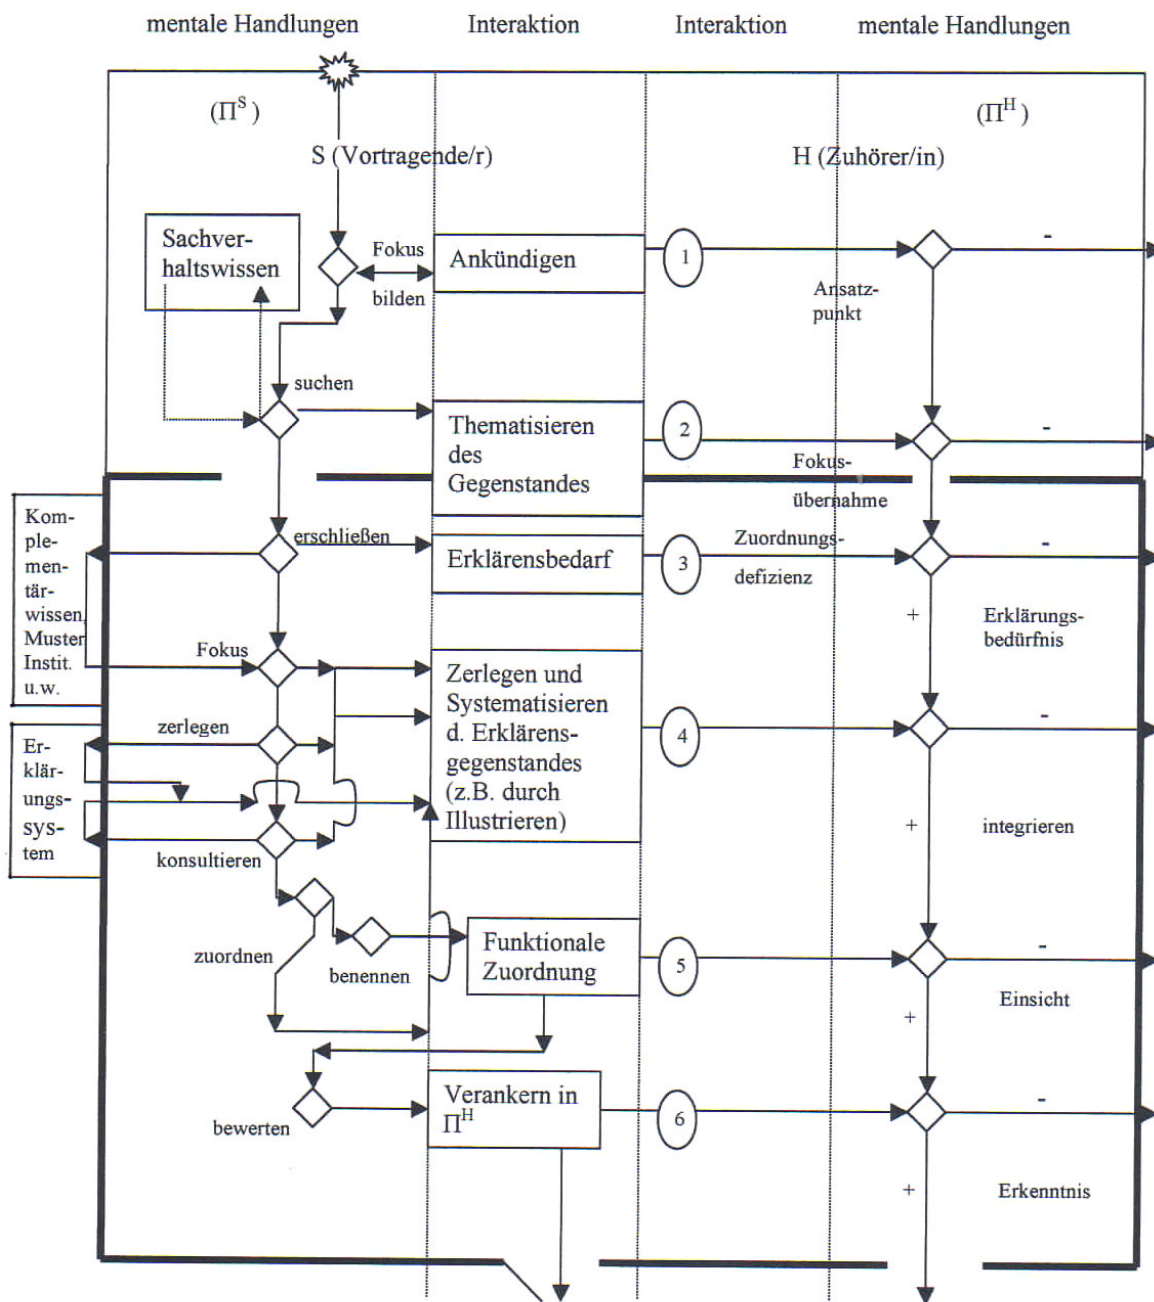 mentale Handlungen
Interaktion
Interaktion
mentale Handlungen
(Π^S )
(Π^H )
S (Vortragende/r)
H (Zuhörer/in)
Sachver-
haltswissen
Fokus
bilden
Ankündigen
1
-
Ansatz-
punkt
suchen
Thematisieren
des
Gegenstandes
2
-
Fokus-
übernahme
Kom-
ple-
men-
tär-
wissen,
Muster
Instit.
u.w.
erschließen
Erklärensbedarf
3
Zuordnungs-
defizienz
-
+
Erklärungs-
bedürfnis
Fokus
Zerlegen und
Systematisieren
d. Erklärens-
gegenstandes
(z.B. durch
Illustrieren)
4
-
zerlegen
Er-
klär-
ungs-
sys-
tem
konsultieren
+
integrieren
zuordnen
benennen
Funktionale
Zuordnung
5
-
+
Einsicht
bewerten
Verankern in
Π^H
6
-
+
Erkenntnis